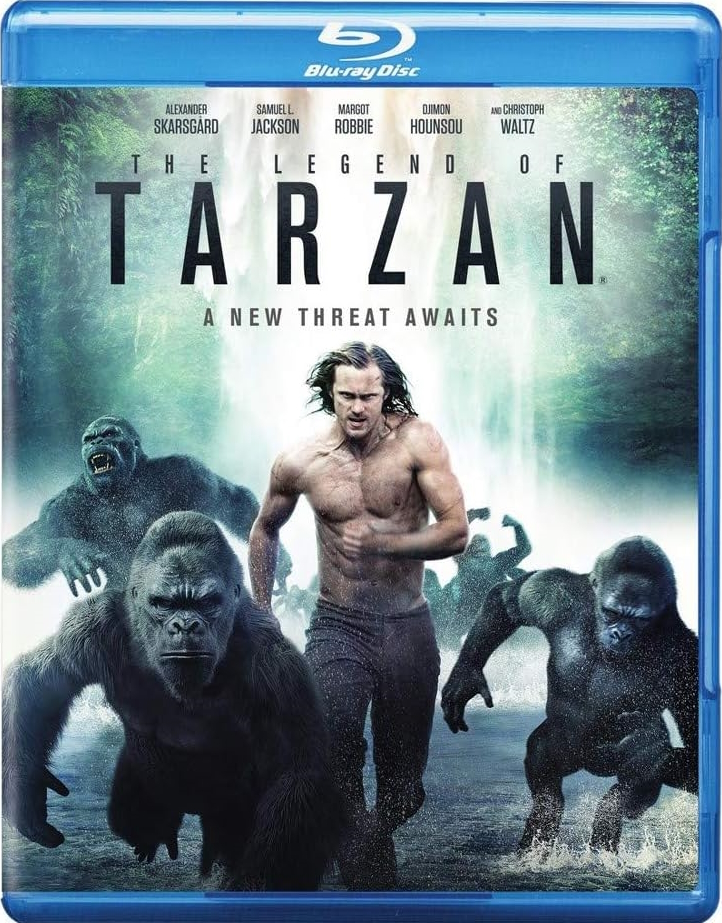 Blu-ray Disc™
ALEXANDER SKARSGÅRD
SAMUEL L. JACKSON
MARGOT ROBBIE
DJIMON HOUNSOU
AND CHRISTOPH WALTZ
THE LEGEND OF
TARZAN®
A NEW THREAT AWAITS